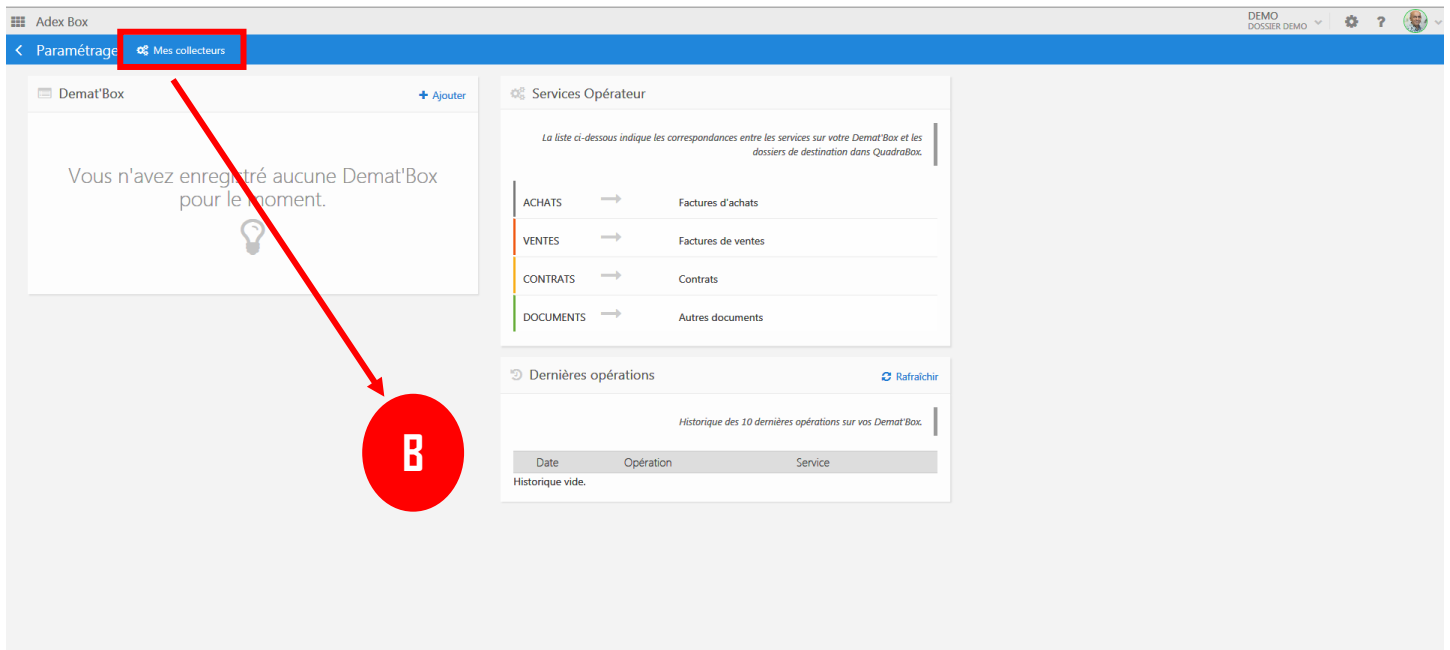 Adex Box
DEMO
DOSSIER DEMO
?
Paramétrage
Mes collecteurs
Demat'Box
+ Ajouter
Vous n'avez enregistré aucune Demat'Box
pour le moment.
Services Opérateur
La liste ci-dessous indique les correspondances entre les services sur votre Demat'Box et les
dossiers de destination dans QuadraBox.
ACHATS Factures d'achats
VENTES Factures de ventes
CONTRATS Contrats
DOCUMENTS Autres documents
Dernières opérations
Rafraîchir
Historique des 10 dernières opérations sur vos Demat'Box.
Date Opération Service
Historique vide.
B